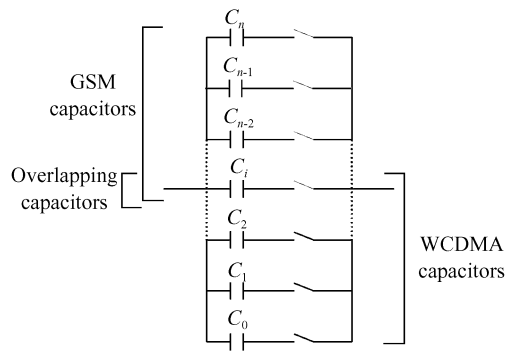 Cn
GSM
capacitors
Cn-1
Cn-2
Overlapping
capacitors
Ci
C2
WCDMA
capacitors
C1
C0